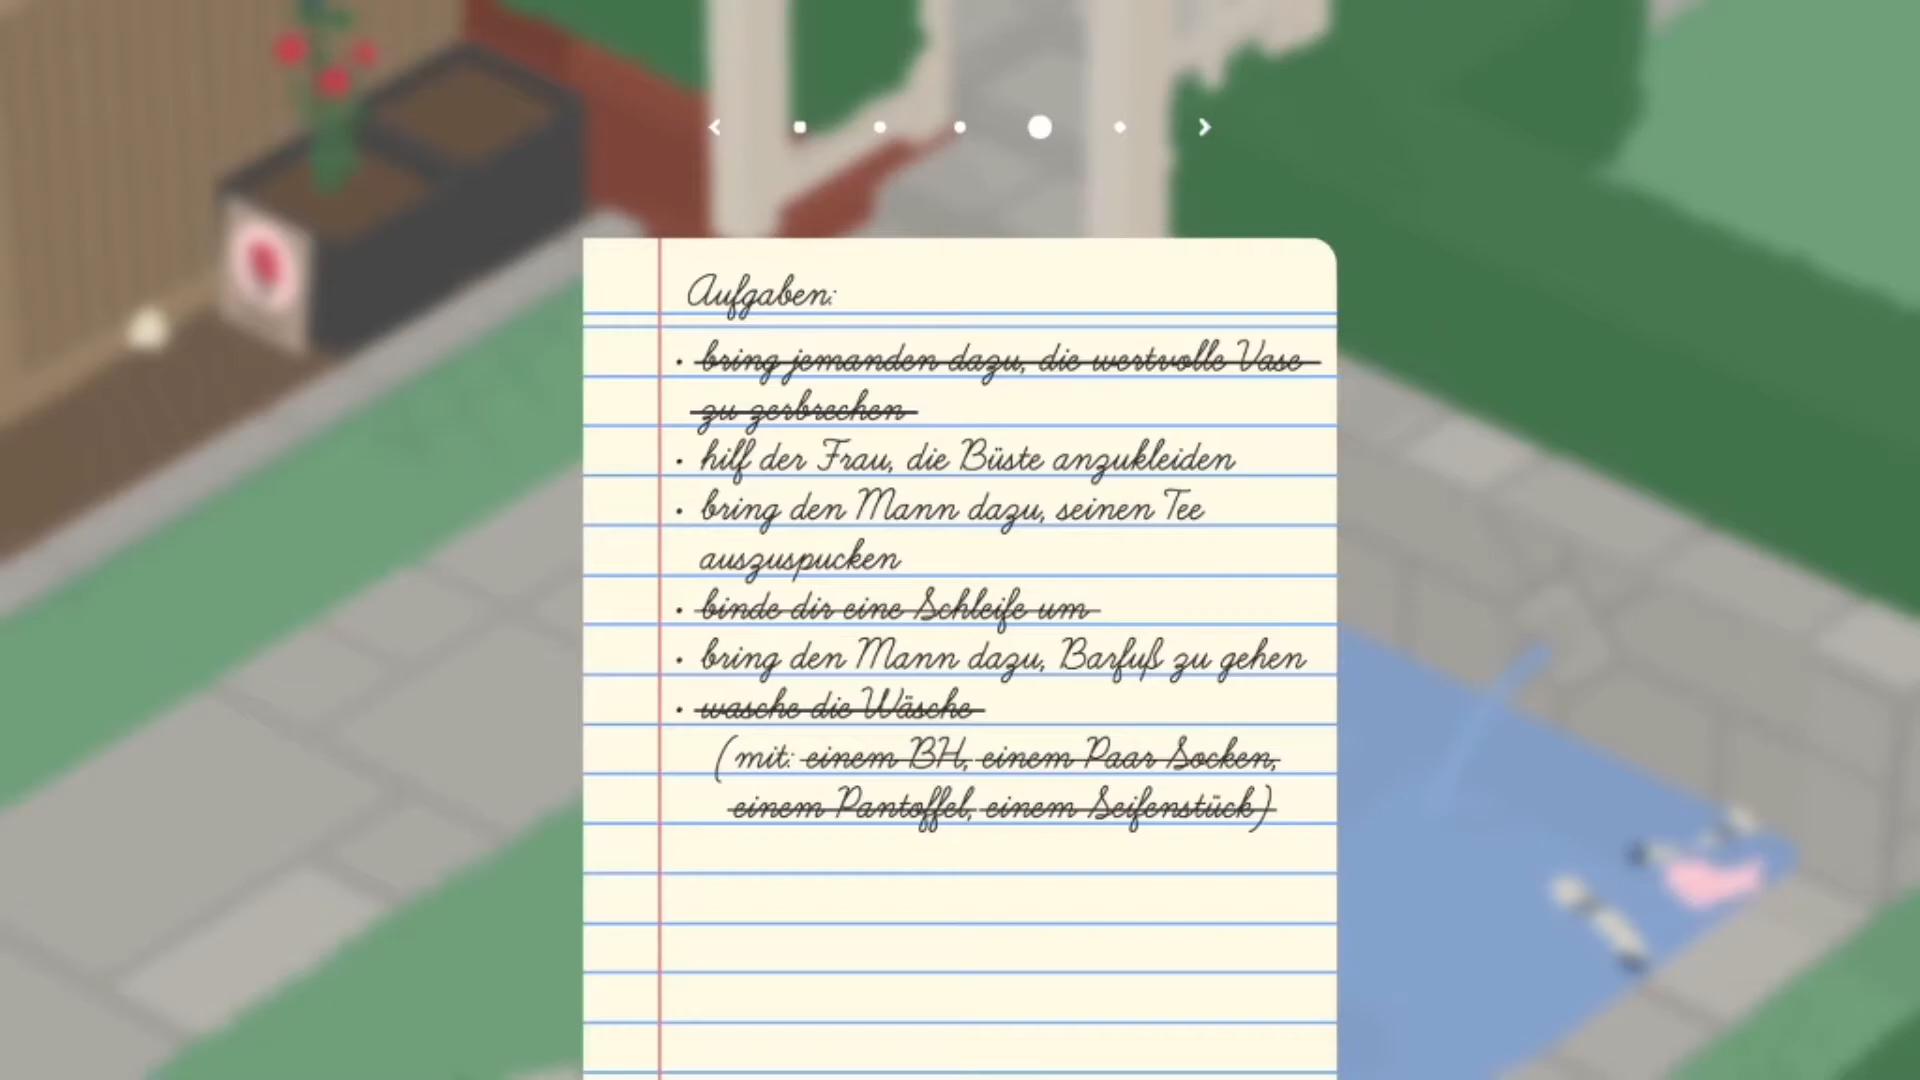 Aufgaben:
• bring jemanden dazu, die wertvolle Vase
zu zerbrechen
• hilf der Frau, die Büste anzukleiden
• bring den Mann dazu, seinen Tee
auszuspucken
• binde dir eine Schleife um
• bring den Mann dazu, Barfuß zu gehen
• wasche die Wäsche
(mit: einem BH, einem Paar Socken,
einem Pantoffel, einem Seifenstück)